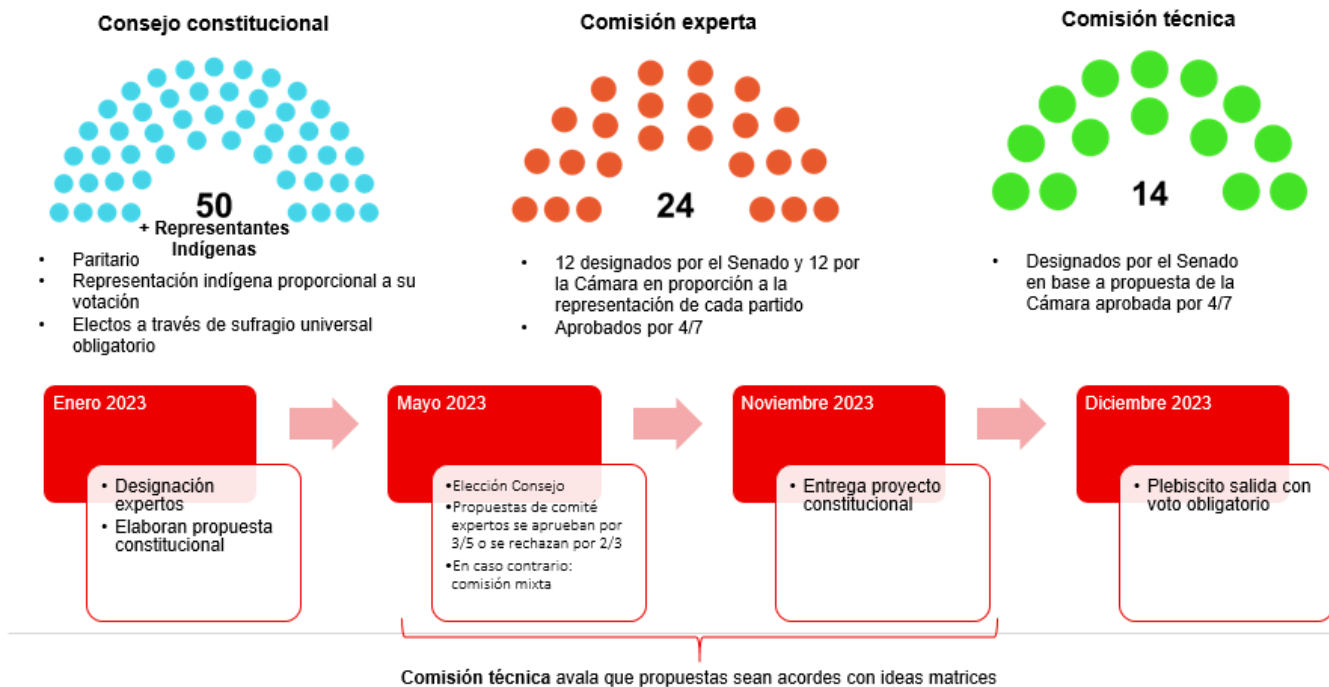 Consejo constitucional
50
+ Representantes
Indígenas
• Paritario
• Representación indígena proporcional a su
votación
• Electos a través de sufragio universal
obligatorio
Comisión experta
24
• 12 designados por el Senado y 12 por
la Cámara en proporción a la
representación de cada partido
• Aprobados por 4/7
Comisión técnica
14
• Designados por el Senado
en base a propuesta de la
Cámara aprobada por 4/7
Enero 2023
• Designación
expertos
• Elaboran propuesta
constitucional
Mayo 2023
•Elección Consejo
•Propuestas de comité
expertos se aprueban por
3/5 o se rechazan por 2/3
•En caso contrario:
comisión mixta
Noviembre 2023
• Entrega proyecto
constitucional
Diciembre 2023
• Plebiscito salida con
voto obligatorio
Comisión técnica avala que propuestas sean acordes con ideas matrices